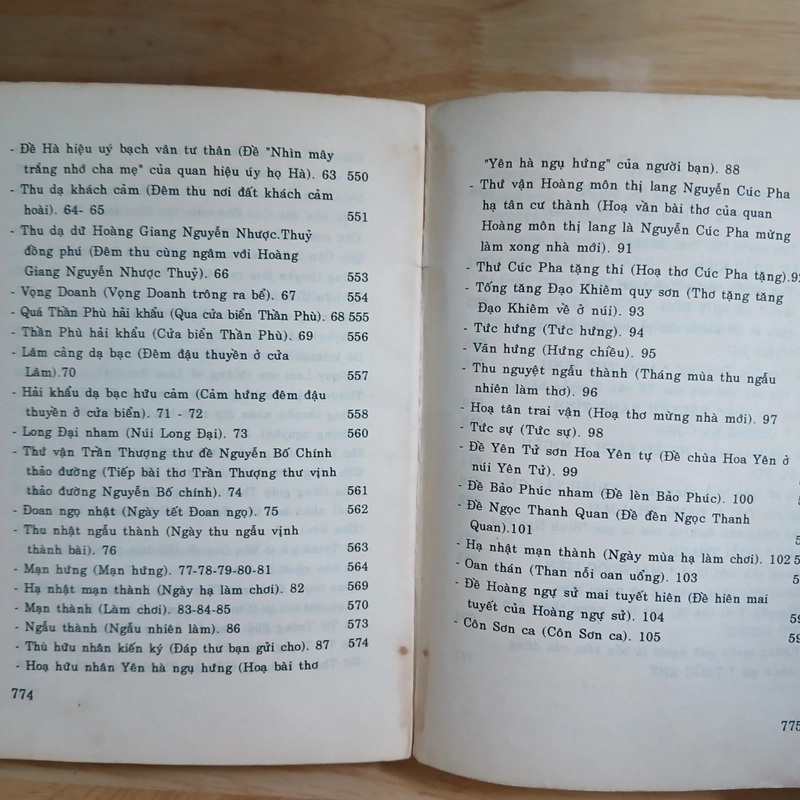 - Đề Hà hiệu uý bạch vân tư thân (Đề "Nhìn mây
trắng nhớ cha mẹ" của quan hiệu úy họ Hà). 63 550
- Thu dạ khách cảm (Đêm thu nơi đất khách cảm
hoài). 64- 65 551
- Thu dạ dữ Hoàng Giang Nguyễn Nhược.Thuỷ
đồng phú (Đêm thu cùng ngâm với Hoàng
Giang Nguyễn Nhược Thuỷ). 66 553
- Vọng Doanh (Vọng Doanh trông ra bể). 67 554
- Quá Thần Phù hải khẩu (Qua cửa biển Thần Phù). 68 555
- Thần Phù hải khẩu (Cửa biển Thần Phù). 69 556
- Lâm cảng dạ bạc (Đêm đậu thuyền ở cửa
Lâm).70 557
- Hải khẩu dạ bạc hữu cảm (Cảm hứng đêm đậu
thuyền ở cửa biển). 71 - 72 558
- Long Đại nham (Núi Long Đại). 73 560
- Thứ vận Trần Thượng thư đề Nguyễn Bố Chính
thảo đường (Tiếp bài thơ Trần Thượng thư vịnh
thảo đường Nguyễn Bố chính). 74 561
- Đoan ngọ nhật (Ngày tết Đoan ngọ). 75 562
- Thu nhật ngẫu thành (Ngày thu ngẫu vịnh
thành bài). 76 563
- Mạn hứng (Mạn hứng). 77-78-79-80-81 564
- Hạ nhật mạn thành (Ngày hạ làm chơi). 82 569
- Mạn thành (Làm chơi). 83-84-85 570
- Ngẫu thành (Ngẫu nhiên làm). 86 573
- Thù hữu nhân kiến ký (Đáp thư bạn gửi cho). 87 574
- Hoạ hữu nhân Yên hà ngụ hứng (Hoạ bài thơ
774
"Yên hà ngụ hứng" của người bạn). 88
- Thứ vận Hoàng môn thị lang Nguyễn Cúc Pha
hạ tân cư thành (Hoạ vần bài thơ của quan
Hoàng môn thị lang là Nguyễn Cúc Pha mừng
làm xong nhà mới). 91
- Thứ Cúc Pha tặng thi (Hoạ thơ Cúc Pha tặng).92
- Tống tăng Đạo Khiêm quy sơn (Thơ tặng tăng
Đạo Khiêm về ở núi). 93
- Tức hứng (Tức hứng). 94
- Vãn hứng (Hứng chiều). 95
- Thu nguyệt ngẫu thành (Tháng mùa thu ngẫu
nhiên làm thơ). 96
- Hoạ tân trai vận (Hoạ thơ mừng nhà mới). 97
- Tức sự (Tức sự). 98
- Đề Yên Tử sơn Hoa Yên tự (Đề chùa Hoa Yên ở
núi Yên Tử). 99
- Đề Bảo Phúc nham (Đề lèn Bảo Phúc). 100
- Đề Ngọc Thanh Quan (Đề đền Ngọc Thanh
Quan).101
- Hạ nhật mạn thành (Ngày mùa hạ làm chơi). 102
- Oan thán (Than nỗi oan uổng). 103
- Đề Hoàng ngự sử mai tuyết hiên (Đề hiên mai
tuyết của Hoàng ngự sử). 104
- Côn Sơn ca (Côn Sơn ca). 105
775